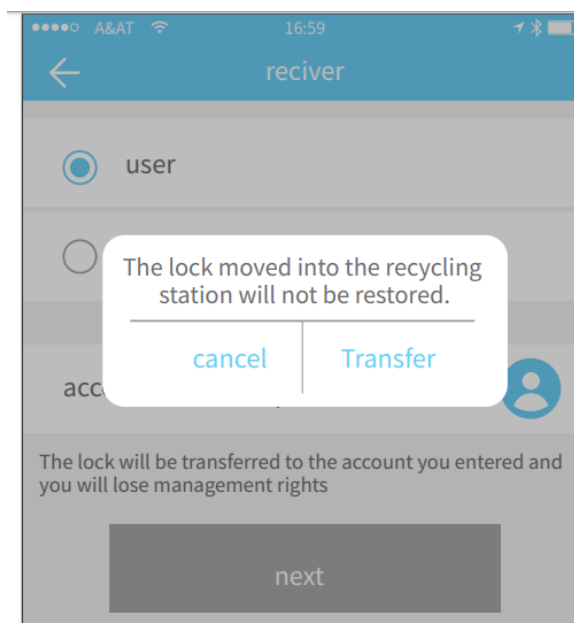 A&AT 16:59
reciver
user
The lock moved into the recycling
station will not be restored.
cancel Transfer
acc
The lock will be transferred to the account you entered and
you will lose management rights
next